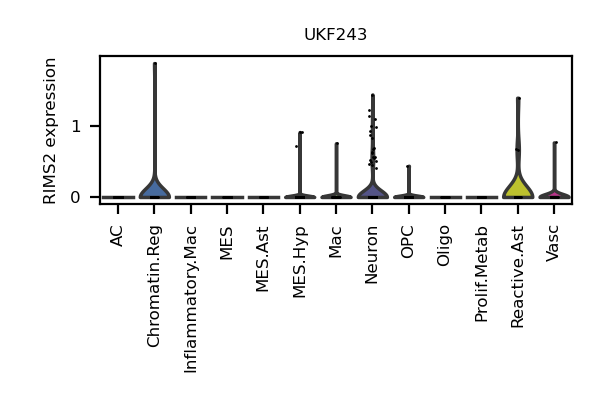 UKF243
RIMS2 expression
1
0
AC
Chromatin.Reg
Inflammatory.Mac
MES
MES.Ast
MES.Hyp
Mac
Neuron
OPC
Oligo
Prolif.Metab
Reactive.Ast
Vasc